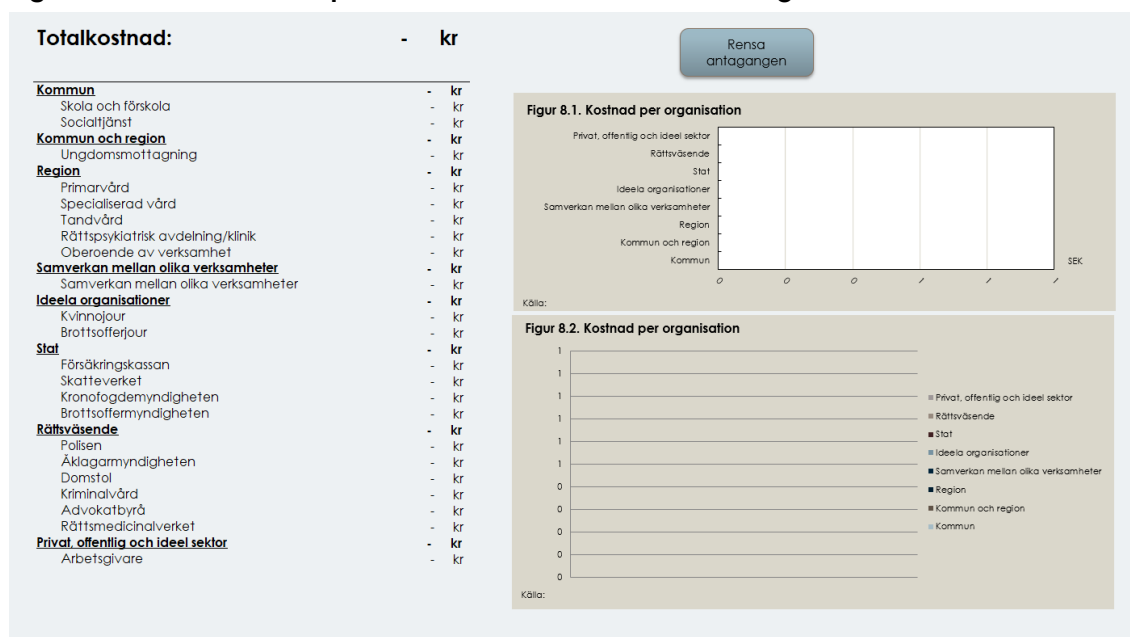 Totalkostnad: - kr
Kommun - kr
Skola och förskola - kr
Socialtjänst - kr
Kommun och region - kr
Ungdomsmottagning - kr
Region - kr
Primärvård - kr
Specialiserad vård - kr
Tandvård - kr
Rättspsykiatrisk avdelning/klinik - kr
Oberoende av verksamhet - kr
Samverkan mellan olika verksamheter - kr
Samverkan mellan olika verksamheter - kr
Ideela organisationer - kr
Kvinnojour - kr
Brottsofferjour - kr
Stat - kr
Försäkringskassan - kr
Skatteverket - kr
Kronofogdemyndigheten - kr
Brottsoffermyndigheten - kr
Rättsväsende - kr
Polisen - kr
Åklagarmyndigheten - kr
Domstol - kr
Kriminalvård - kr
Advokatbyrå - kr
Rättsmedicinalverket - kr
Privat, offentlig och ideel sektor - kr
Arbetsgivare - kr
Rensa
antagangen
Figur 8.1. Kostnad per organisation
Privat, offentlig och ideel sektor
Rättsväsende
Stat
Ideela organisationer
Samverkan mellan olika verksamheter
Region
Kommun och region
Kommun
SEK
0 0 0 1 1 1
Källa:
Figur 8.2. Kostnad per organisation
1
1
1
1
1
1
0
0
0
0
0
Privat, offentlig och ideel sektor
Rättsväsende
Stat
Ideela organisationer
Samverkan mellan olika verksamheter
Region
Kommun och region
Kommun
Källa: